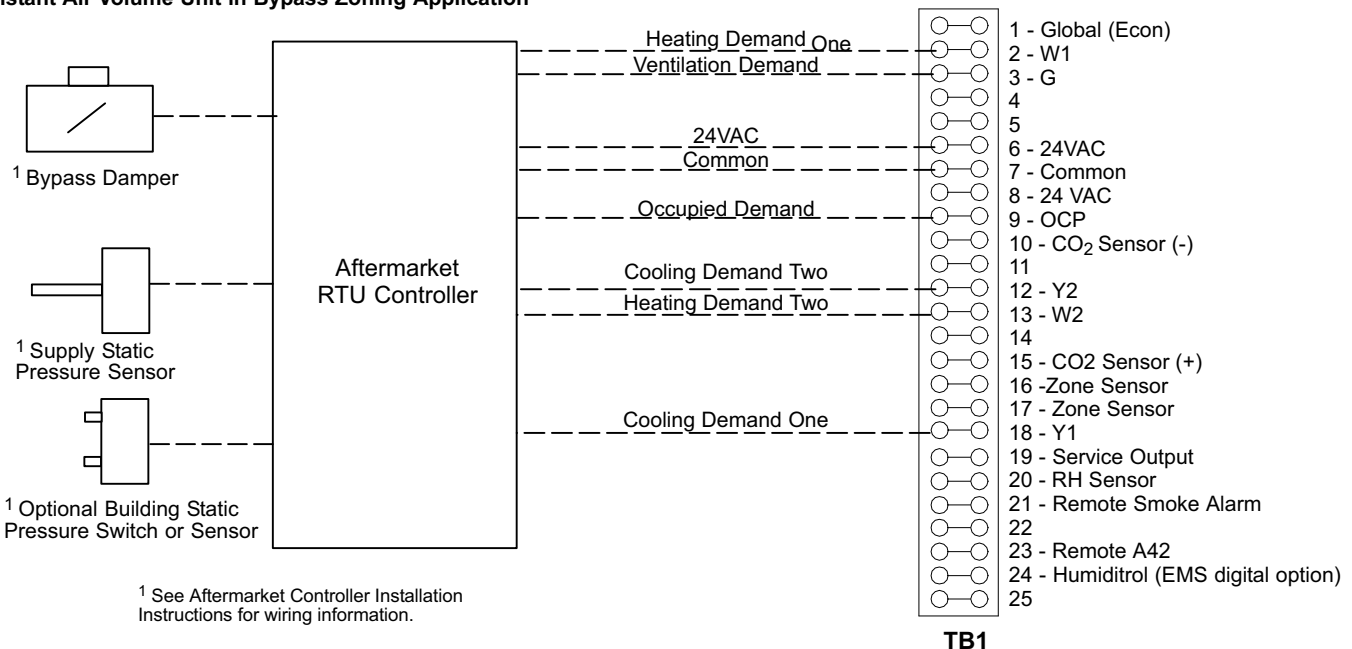 nstant Air Volume Unit in Bypass Zoning Application
Heating Demand One
Ventilation Demand
24VAC
Common
Occupied Demand
Cooling Demand Two
Heating Demand Two
Cooling Demand One
1 Bypass Damper
1 Supply Static
Pressure Sensor
1 Optional Building Static
Pressure Switch or Sensor
Aftermarket
RTU Controller
1 See Aftermarket Controller Installation
Instructions for wiring information.
1 - Global (Econ)
2 - W1
3 - G
4
5
6 - 24VAC
7 - Common
8 - 24 VAC
9 - OCP
10 - CO2 Sensor (-)
11
12 - Y2
13 - W2
14
15 - CO2 Sensor (+)
16 -Zone Sensor
17 - Zone Sensor
18 - Y1
19 - Service Output
20 - RH Sensor
21 - Remote Smoke Alarm
22
23 - Remote A42
24 - Humiditrol (EMS digital option)
25
TB1